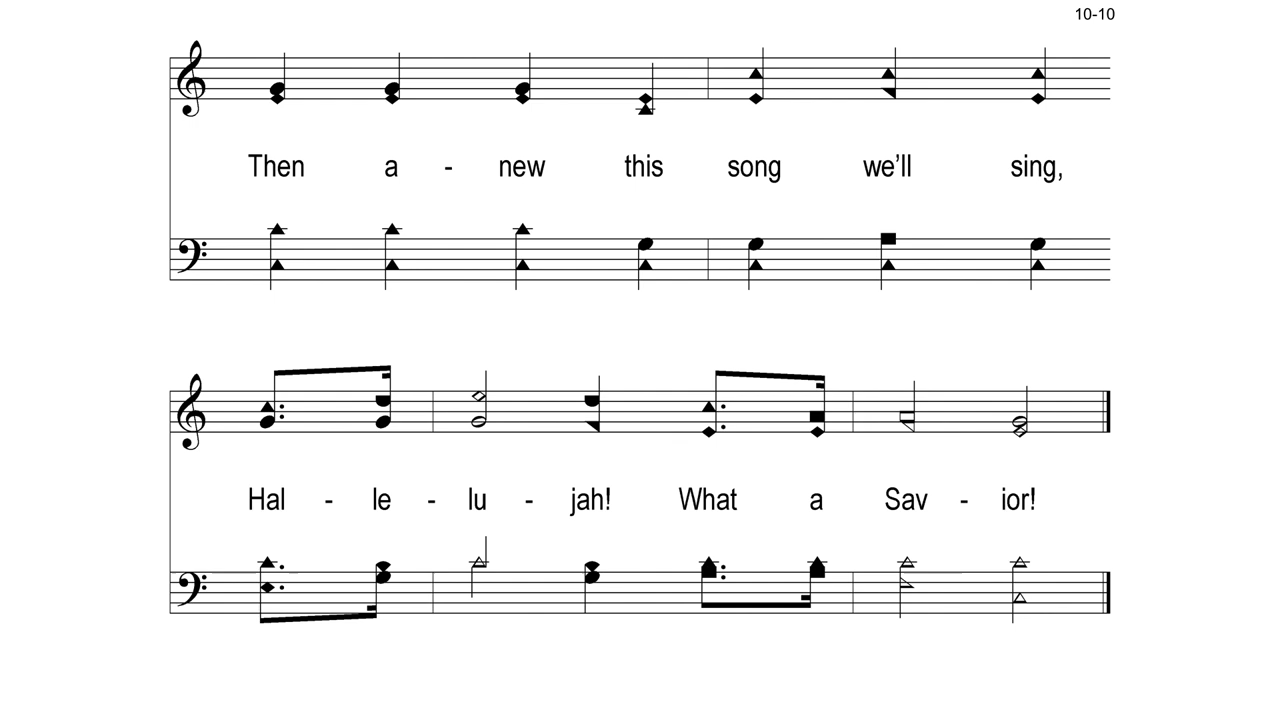 10-10
Then a - new this song we’ll sing,
Hal - le - lu - jah! What a Sav - ior!